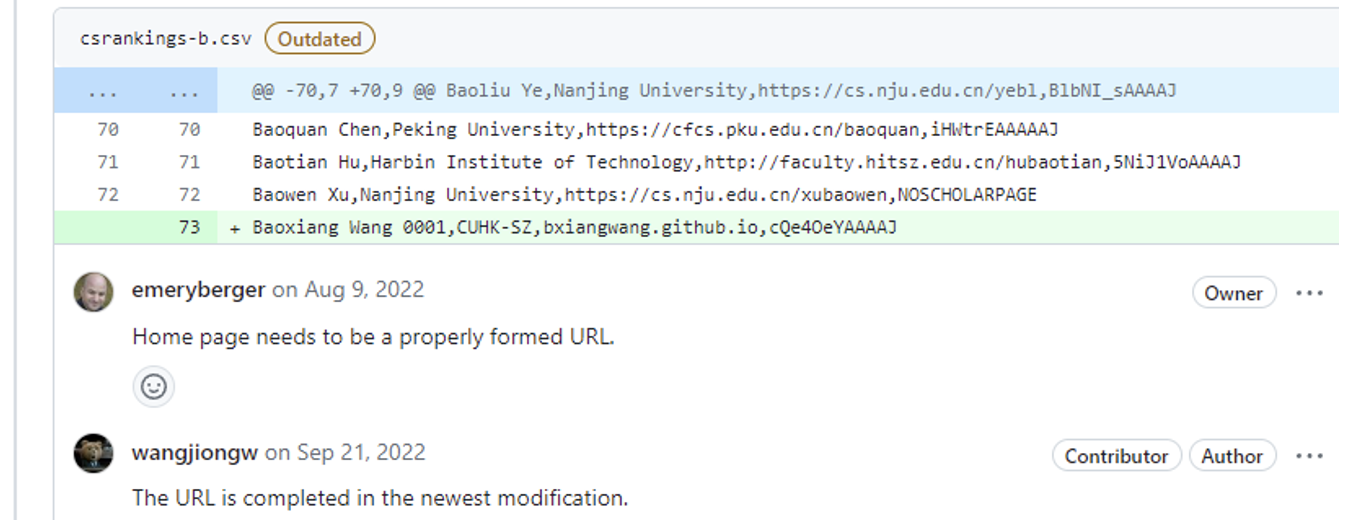 csrankings-b.csv Outdated
... ... @@ -70,7 +70,9 @@ Baoliu Ye,Nanjing University,https://cs.nju.edu.cn/yebl,BlbNI_sAAAAJ
70 70 Baoquan Chen,Peking University,https://cfcs.pku.edu.cn/baoquan,iHWtrEAAAAAJ
71 71 Baotian Hu,Harbin Institute of Technology,http://faculty.hitsz.edu.cn/hubaotian,5NiJ1VoAAAAJ
72 72 Baowen Xu,Nanjing University,https://cs.nju.edu.cn/xubaowen,NOSCHOLARPAGE
73 + Baoxiang Wang 0001,CUHK-SZ,bxiangwang.github.io,cQe4OeYAAAAJ
emeryberger on Aug 9, 2022 Owner ...
Home page needs to be a properly formed URL.
wangjiongw on Sep 21, 2022 Contributor Author ...
The URL is completed in the newest modification.